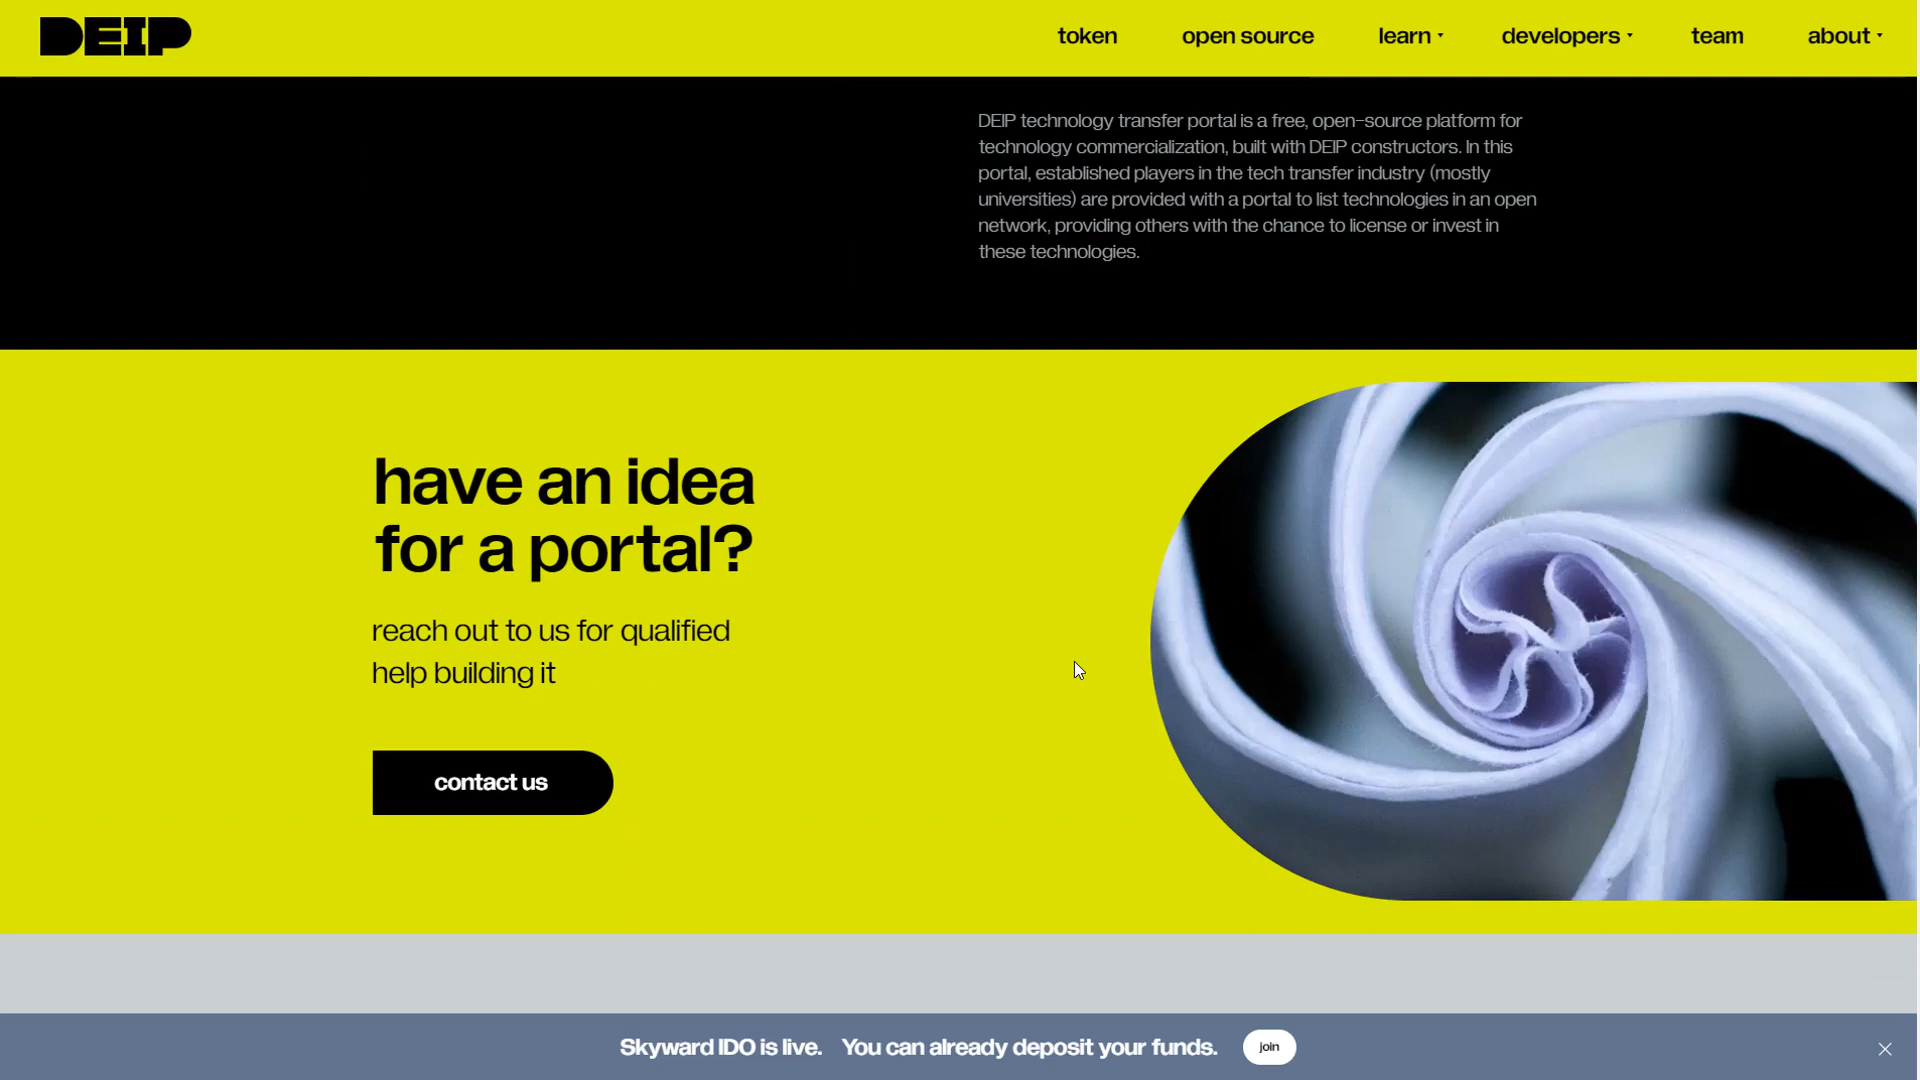 DEIP
token open source learn developers team about
DEIP technology transfer portal is a free, open-source platform for
technology commercialization, built with DEIP constructors. In this
portal, established players in the tech transfer industry (mostly
universities) are provided with a portal to list technologies in an open
network, providing others with the chance to license or invest in
these technologies.
have an idea
for a portal?
reach out to us for qualified
help building it
contact us
Skyward IDO is live. You can already deposit your funds. join